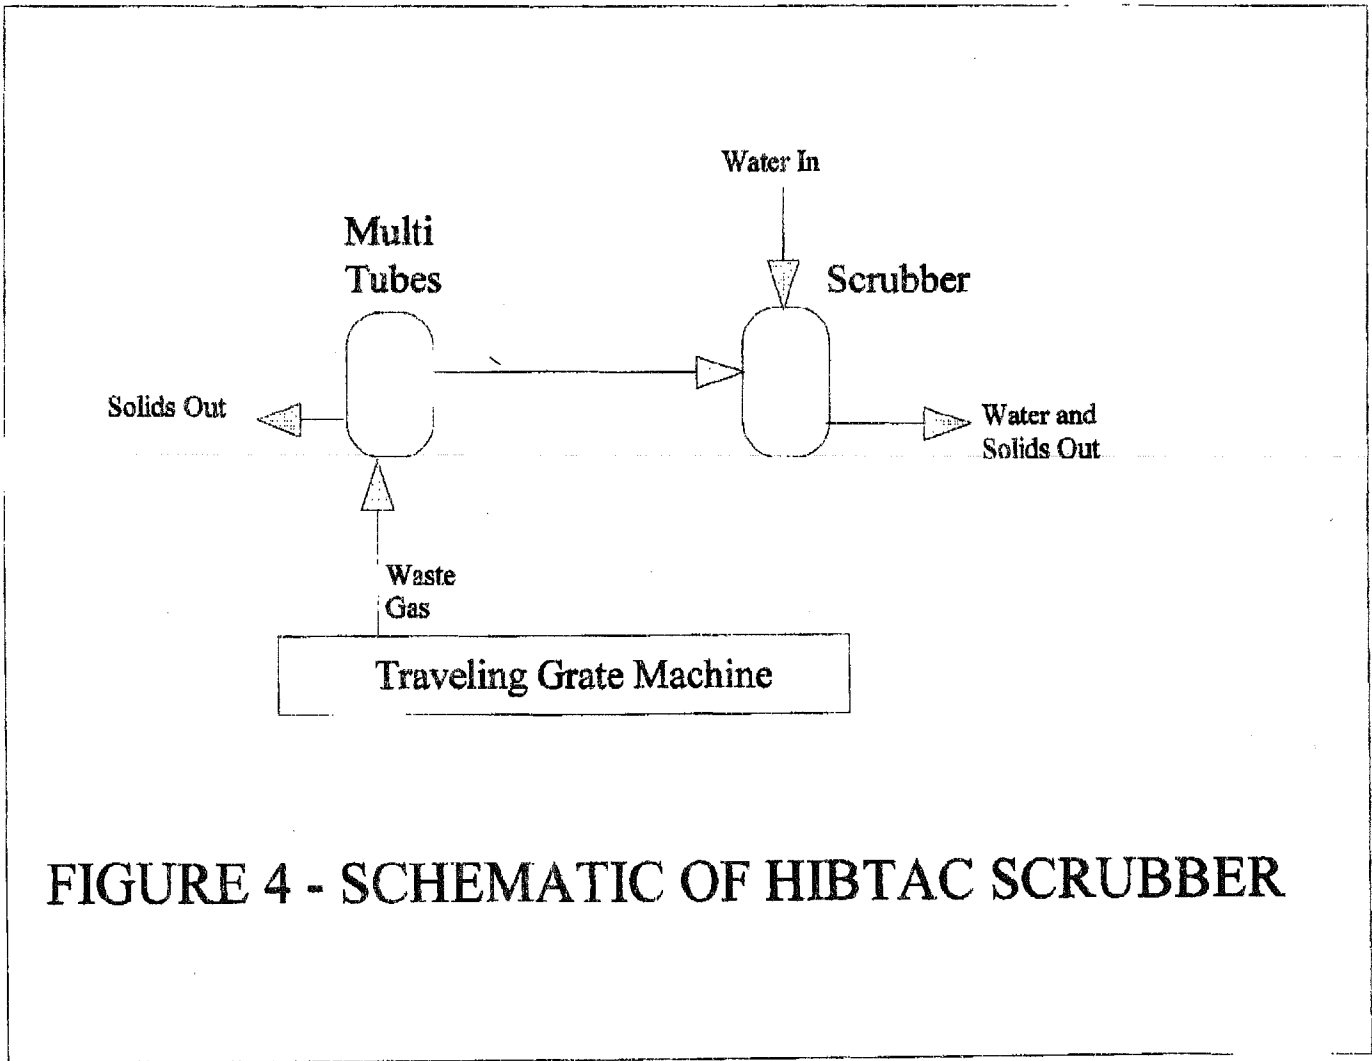 Water In
Multi
Tubes
Scrubber
Solids Out
Water and
Solids Out
Waste
Gas
Traveling Grate Machine
FIGURE 4 - SCHEMATIC OF HIBTAC SCRUBBER